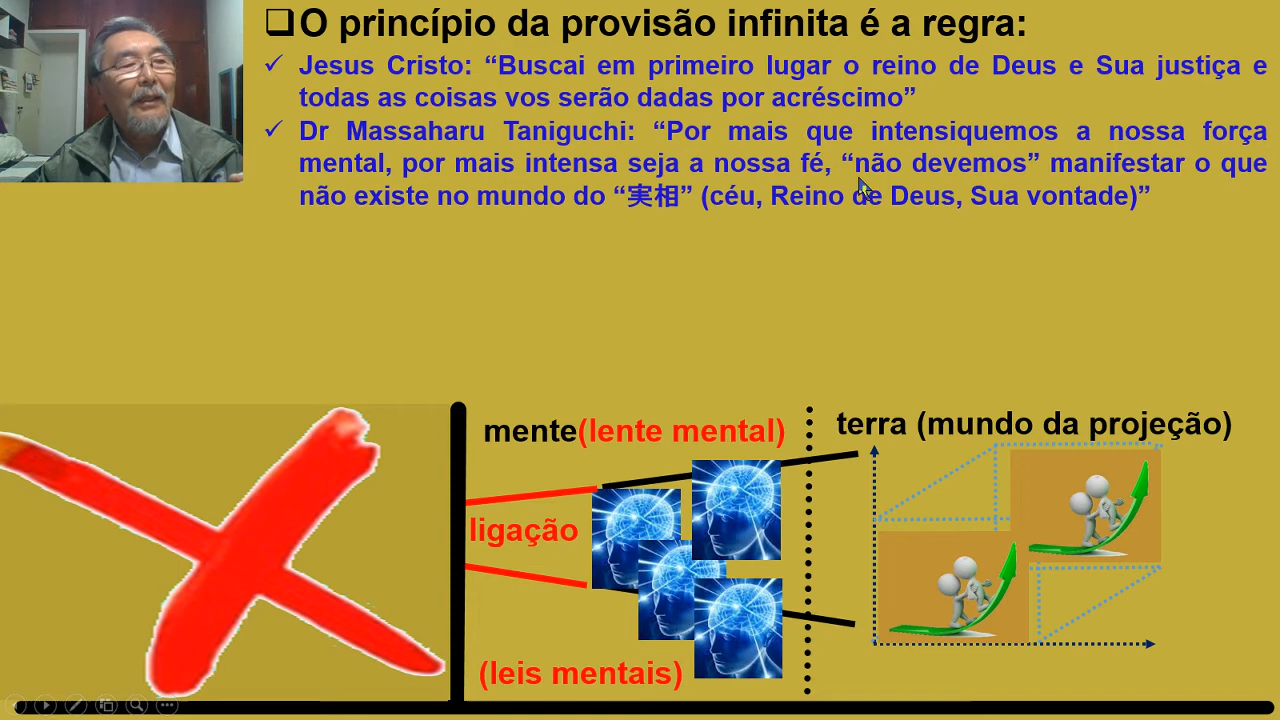 O princípio da provisão infinita é a regra:
Jesus Cristo: “Buscai em primeiro lugar o reino de Deus e Sua justiça e
todas as coisas vos serão dadas por acréscimo”
Dr Massaharu Taniguchi: “Por mais que intensiquemos a nossa força
mental, por mais intensa seja a nossa fé, “não devemos” manifestar o que
não existe no mundo do “実相” (céu, Reino de Deus, Sua vontade)”
mente(lente mental)
terra (mundo da projeção)
ligação
(leis mentais)